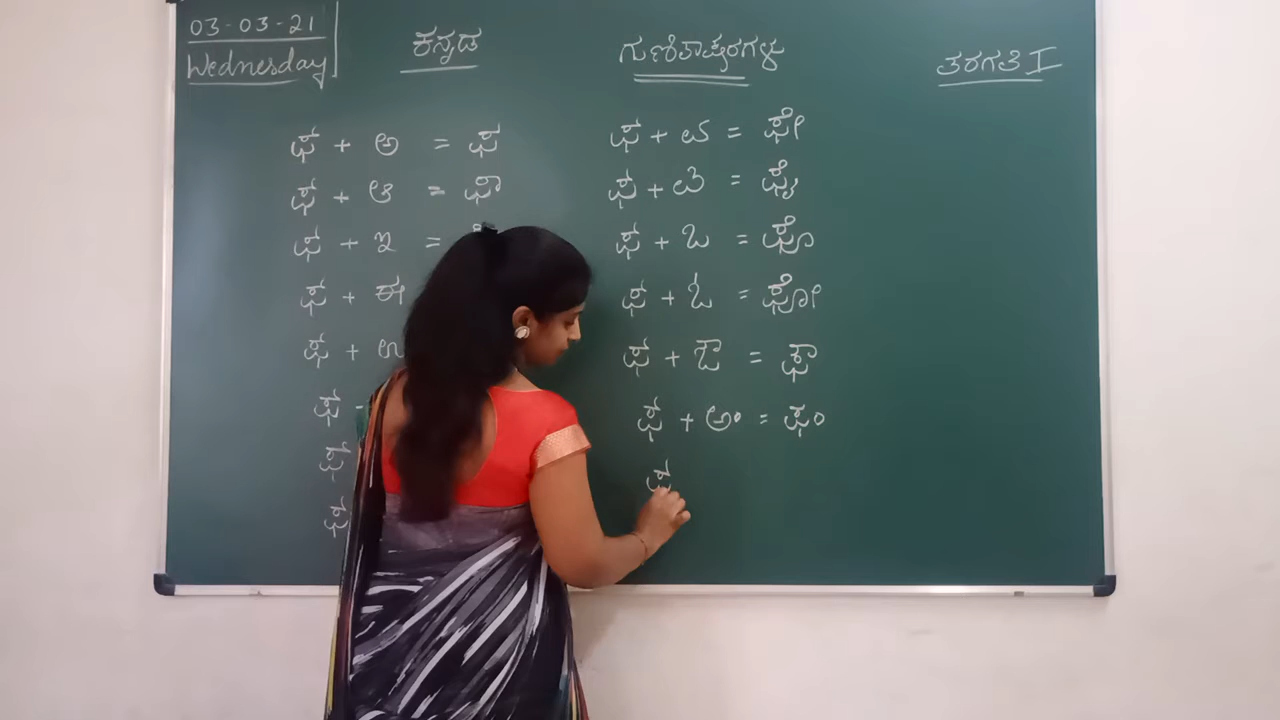 03-03-21 ಕನ್ನಡ ಗುಣಿತಾಕ್ಷರಗಳು ತರಗತಿ I
Wednesday
ಘ್ + ಅ = ಘ
ಘ್ + ಆ = ಘಾ
ಘ್ + ಇ =
ಘ್ + ಈ
ಘ್ + ಉ
ಘ್
ಘ್
ಘ್
ಘ್ + ಏ = ಘೇ
ಘ್ + ಐ = ಘೈ
ಘ್ + ಒ = ಘೊ
ಘ್ + ಓ = ಘೋ
ಘ್ + ಔ = ಘೌ
ಘ್ + ಅಂ = ಘಂ
ಘ್